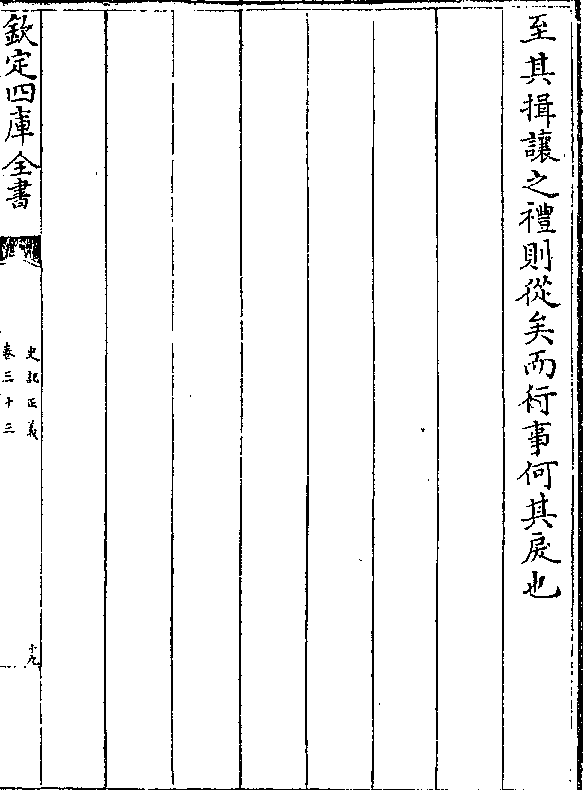 至其揖讓之禮則從矣而行事何其戾也
欽定四庫全書
史記正義
卷三十三
十九